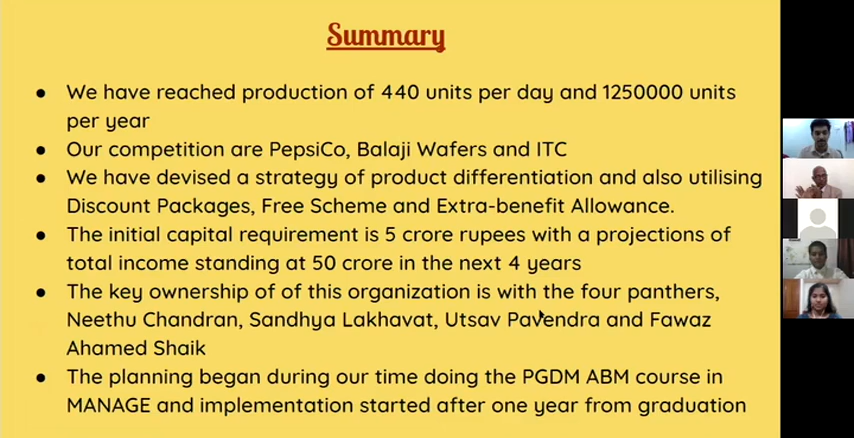 Summary
● We have reached production of 440 units per day and 1250000 units
per year
● Our competition are PepsiCo, Balaji Wafers and ITC
● We have devised a strategy of product differentiation and also utilising
Discount Packages, Free Scheme and Extra-benefit Allowance.
● The initial capital requirement is 5 crore rupees with a projections of
total income standing at 50 crore in the next 4 years
● The key ownership of of this organization is with the four panthers,
Neethu Chandran, Sandhya Lakhavat, Utsav Pavendra and Fawaz
Ahamed Shaik
● The planning began during our time doing the PGDM ABM course in
MANAGE and implementation started after one year from graduation